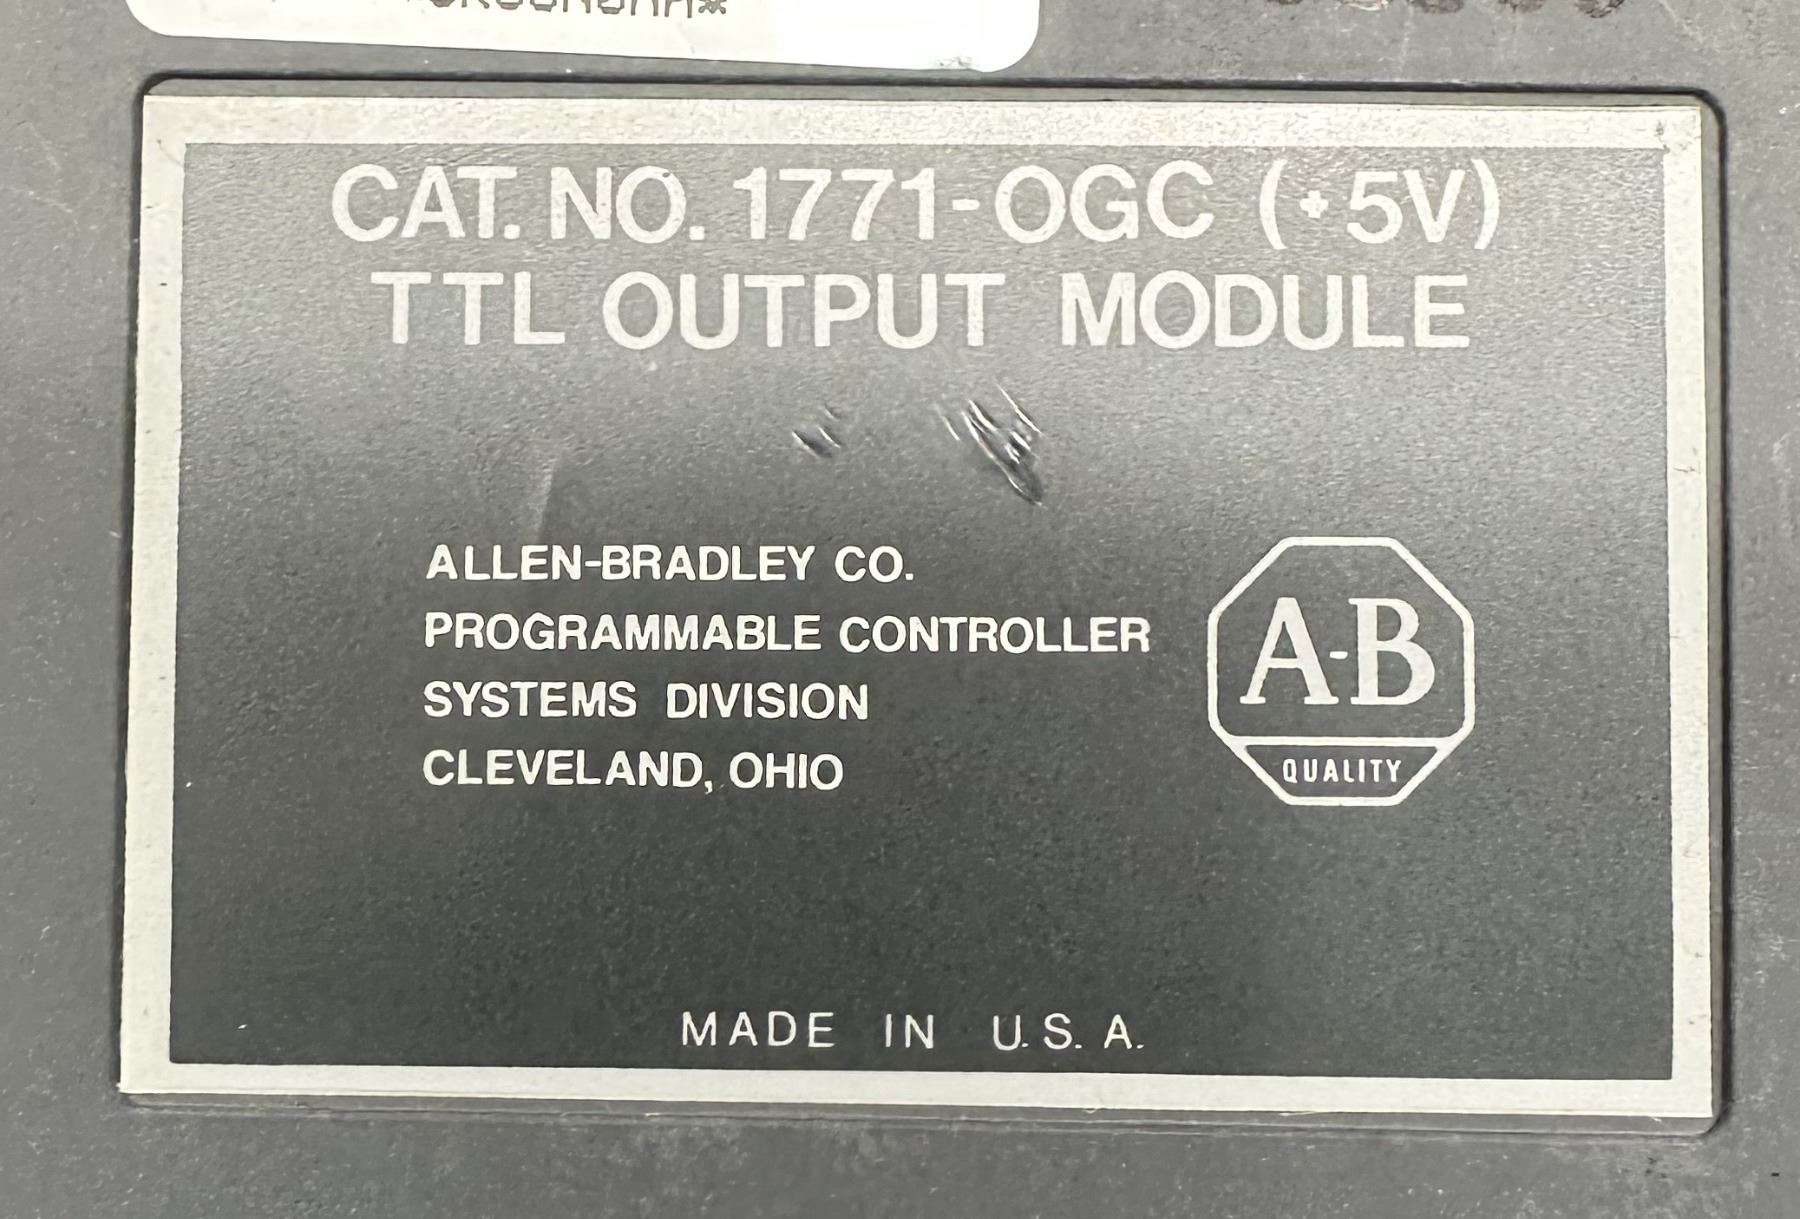 CAT. NO. 1771-OGC (+5V)
TTL OUTPUT MODULE
ALLEN-BRADLEY CO.
PROGRAMMABLE CONTROLLER
SYSTEMS DIVISION
CLEVELAND, OHIO
A-B
QUALITY
MADE IN U.S.A.